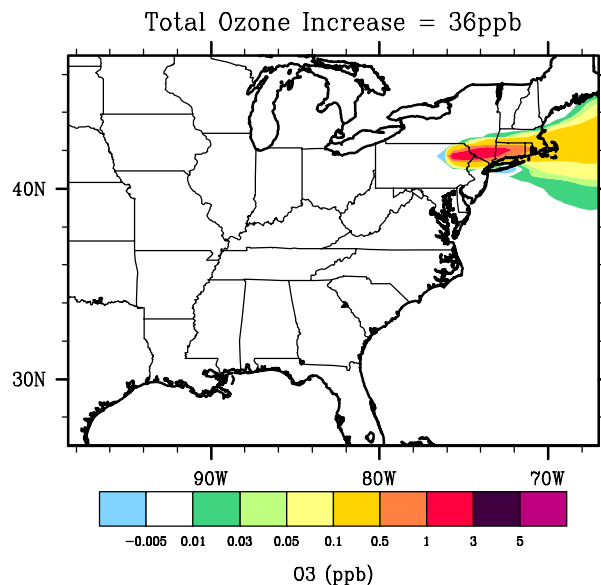 Total Ozone Increase = 36ppb
40N
30N
90W 80W 70W
-0.005 0.01 0.03 0.05 0.1 0.5 1 3 5
O3 (ppb)